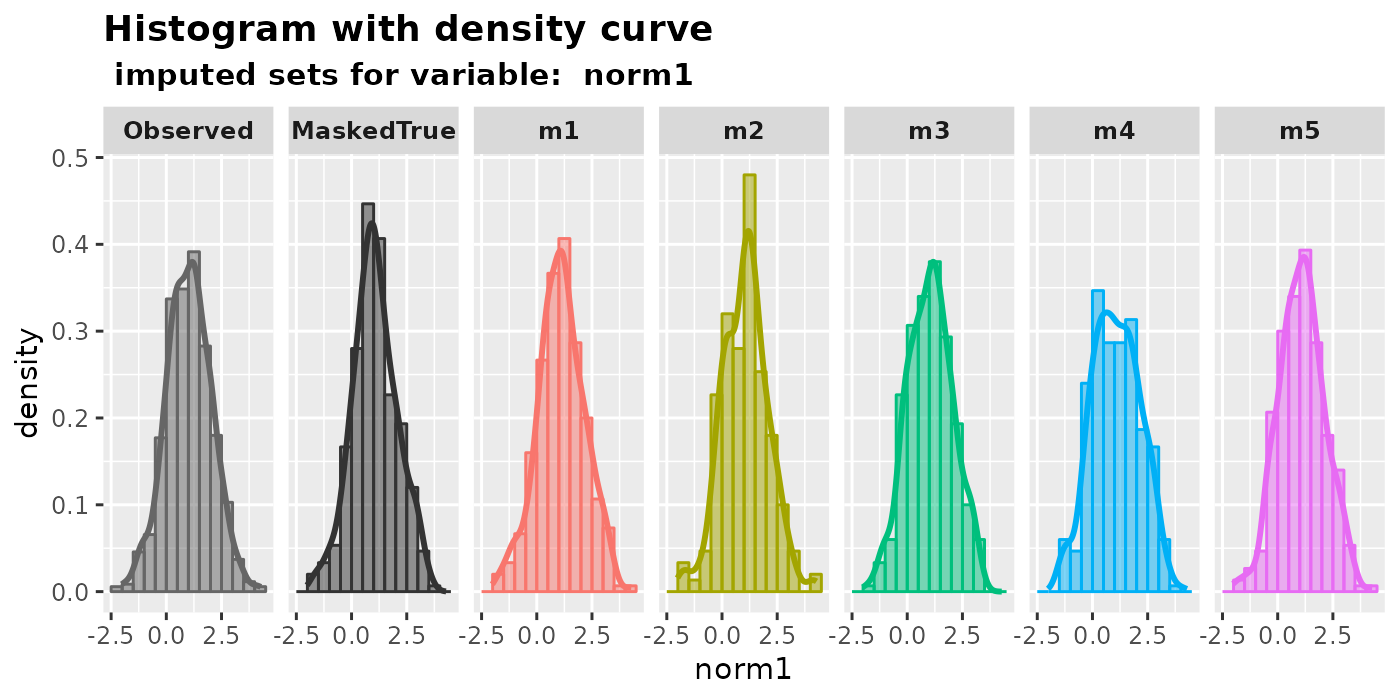 Histogram with density curve
imputed sets for variable:  norm1
Observed MaskedTrue m1 m2 m3 m4 m5
0.5
0.4
0.3
0.2
0.1
0.0
density
-2.5 0.0 2.5 -2.5 0.0 2.5 -2.5 0.0 2.5 -2.5 0.0 2.5 -2.5 0.0 2.5 -2.5 0.0 2.5 -2.5 0.0 2.5
norm1